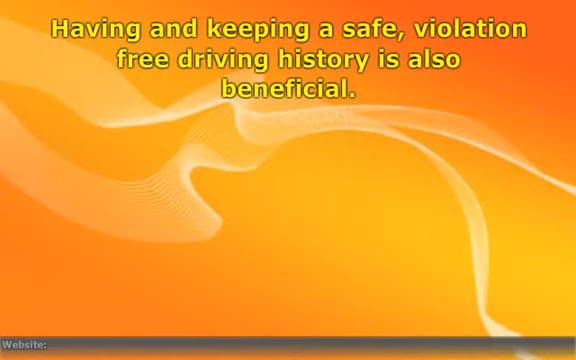 Having and keeping a safe, violation
free driving history is also
beneficial.
Website: